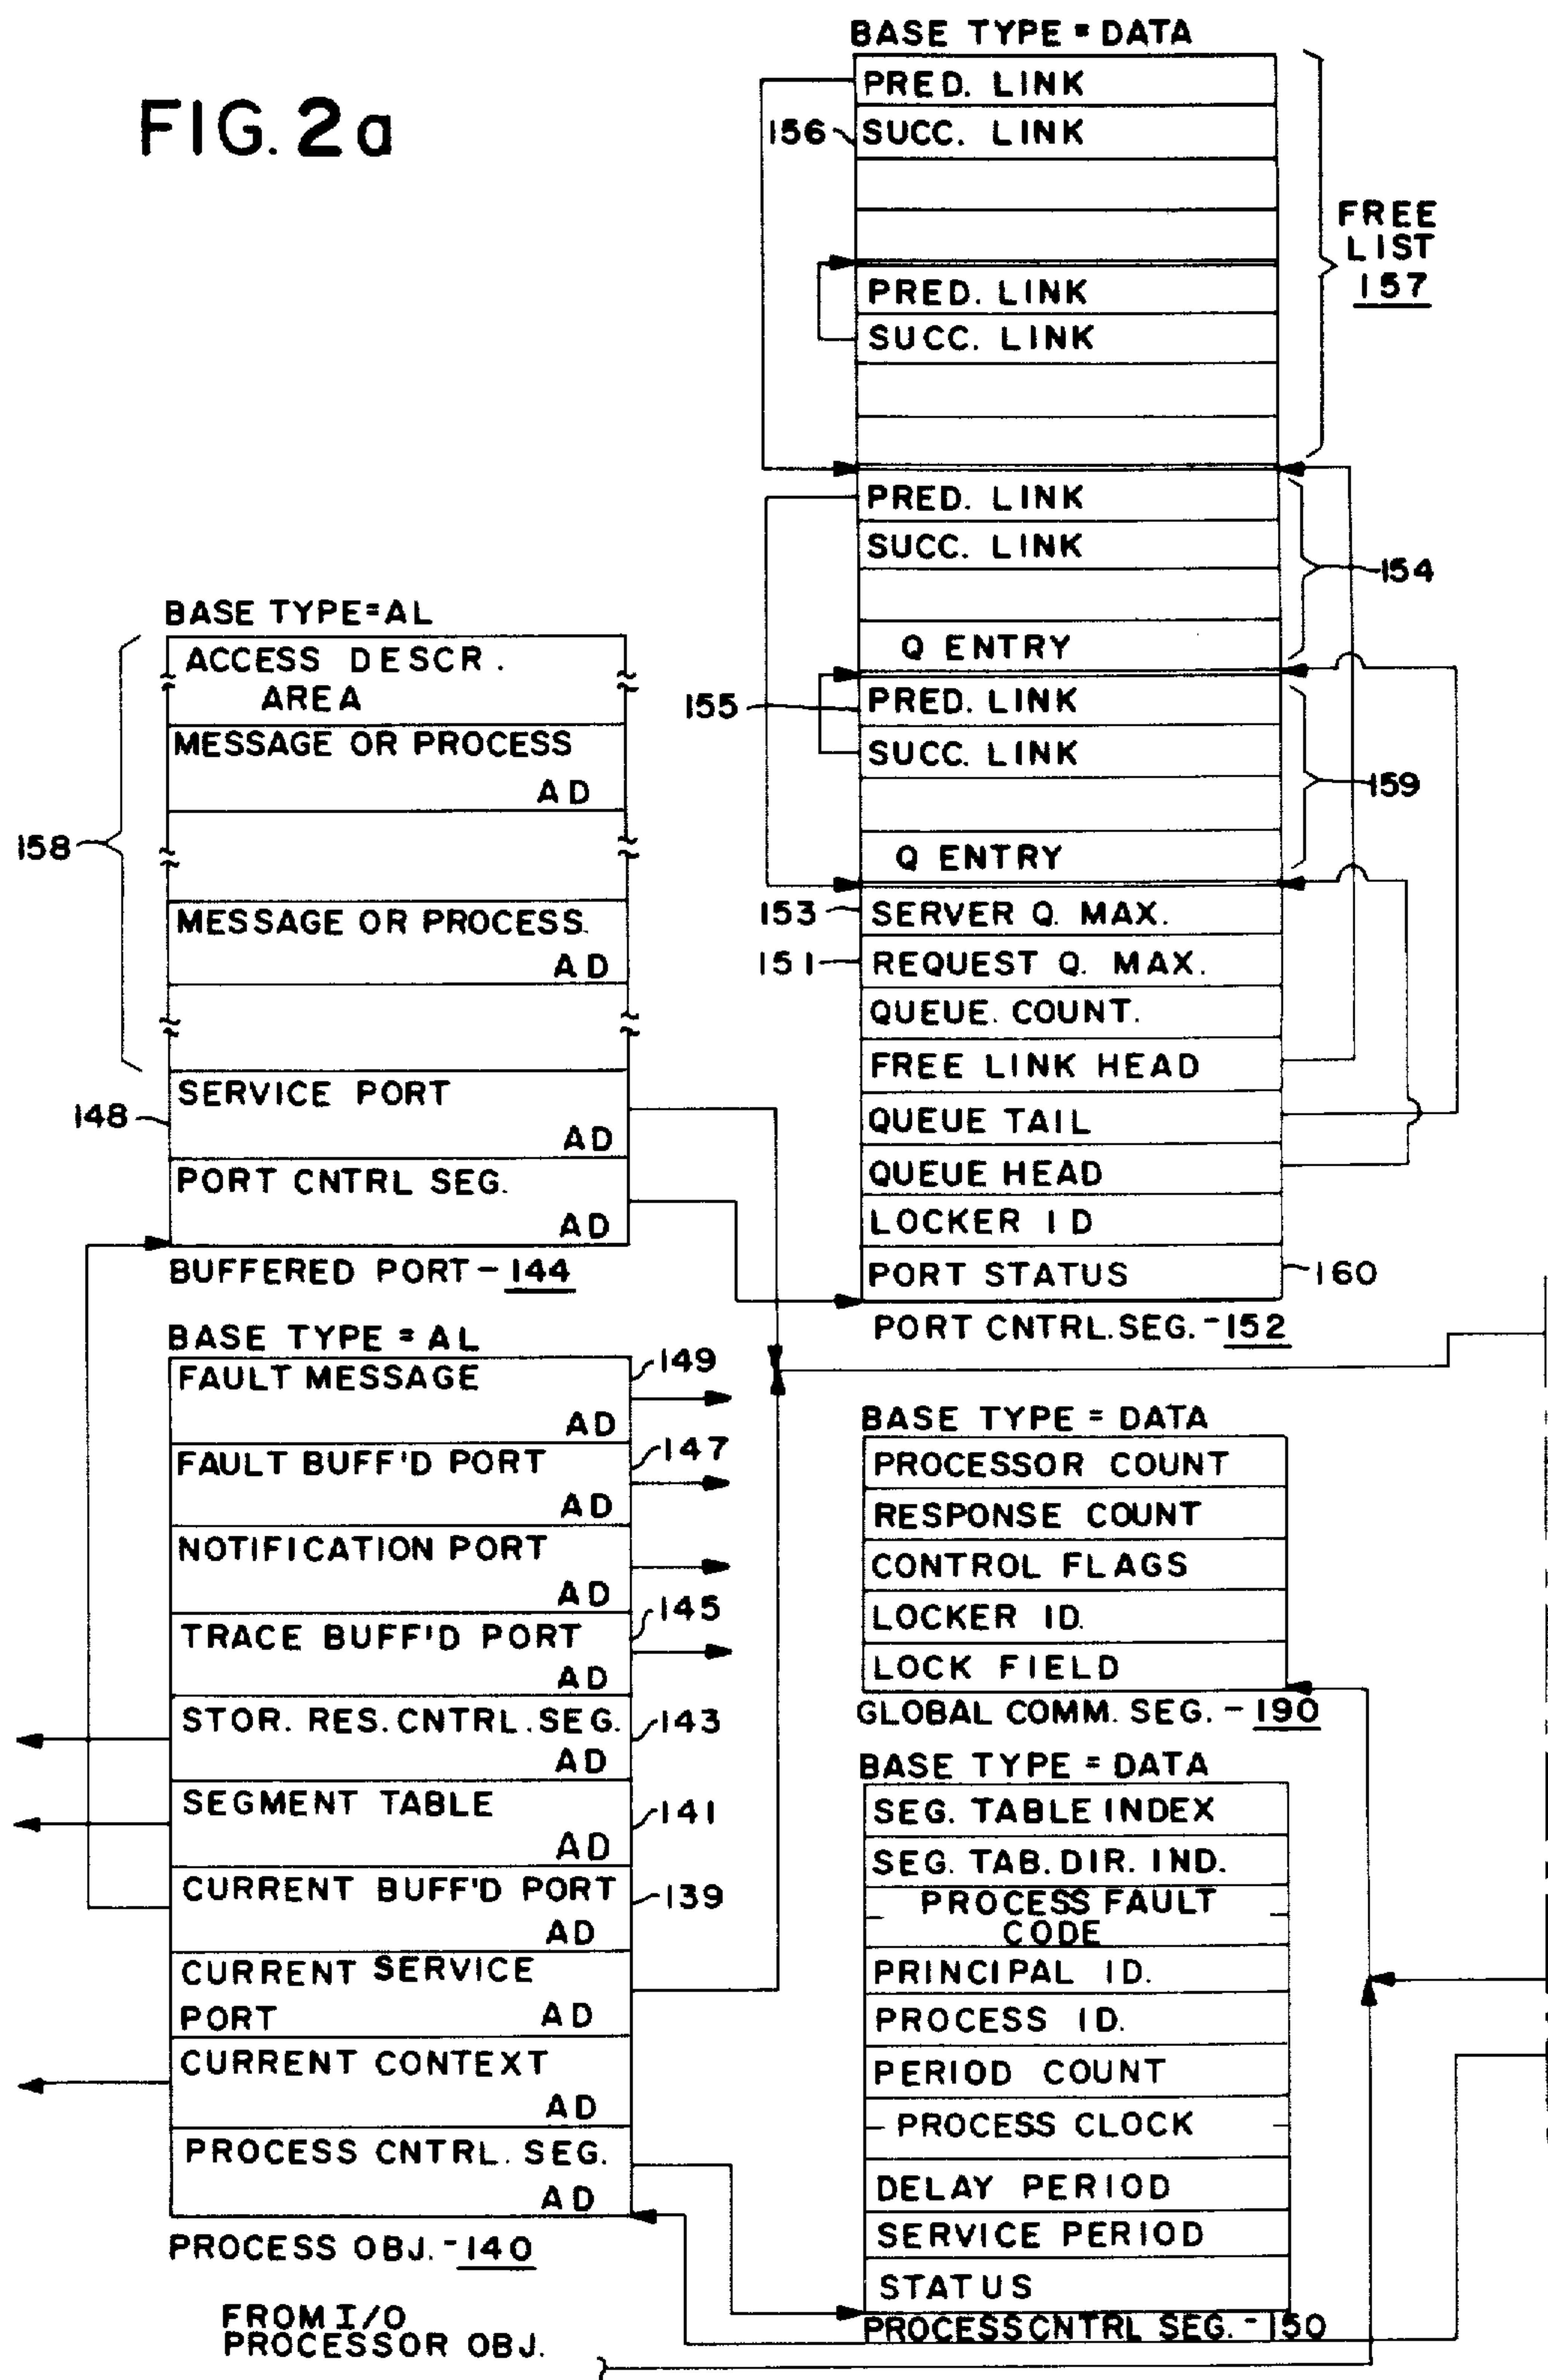 FIG. 2a
BASE TYPE = DATA
PRED. LINK
156
SUCC. LINK
FREE
LIST
157
PRED. LINK
SUCC. LINK
PRED. LINK
SUCC. LINK
154
Q ENTRY
155
PRED. LINK
SUCC. LINK
159
Q ENTRY
153
SERVER Q. MAX.
151
REQUEST Q. MAX.
QUEUE. COUNT.
FREE LINK HEAD
QUEUE TAIL
QUEUE HEAD
LOCKER ID
PORT STATUS
160
PORT CNTRL. SEG. - 152
BASE TYPE=AL
ACCESS DESCR.
AREA
MESSAGE OR PROCESS
AD
158
MESSAGE OR PROCESS.
AD
SERVICE PORT
148
AD
PORT CNTRL SEG.
AD
BUFFERED PORT - 144
BASE TYPE = AL
FAULT MESSAGE
149
AD
FAULT BUFF'D PORT
147
AD
NOTIFICATION PORT
AD
145
TRACE BUFF'D PORT
AD
STOR. RES. CNTRL. SEG.
143
AD
SEGMENT TABLE
141
AD
CURRENT BUFF'D PORT
139
AD
CURRENT SERVICE
PORT AD
CURRENT CONTEXT
AD
PROCESS CNTRL. SEG.
AD
PROCESS OBJ. - 140
FROM I/O
PROCESSOR OBJ.
BASE TYPE = DATA
PROCESSOR COUNT
RESPONSE COUNT
CONTROL FLAGS
LOCKER ID.
LOCK FIELD
GLOBAL COMM. SEG. - 190
BASE TYPE = DATA
SEG. TABLE INDEX
SEG. TAB. DIR. IND.
PROCESS FAULT
CODE
PRINCIPAL ID.
PROCESS ID.
PERIOD COUNT
PROCESS CLOCK
DELAY PERIOD
SERVICE PERIOD
STATUS
PROCESS CNTRL SEG. - 150